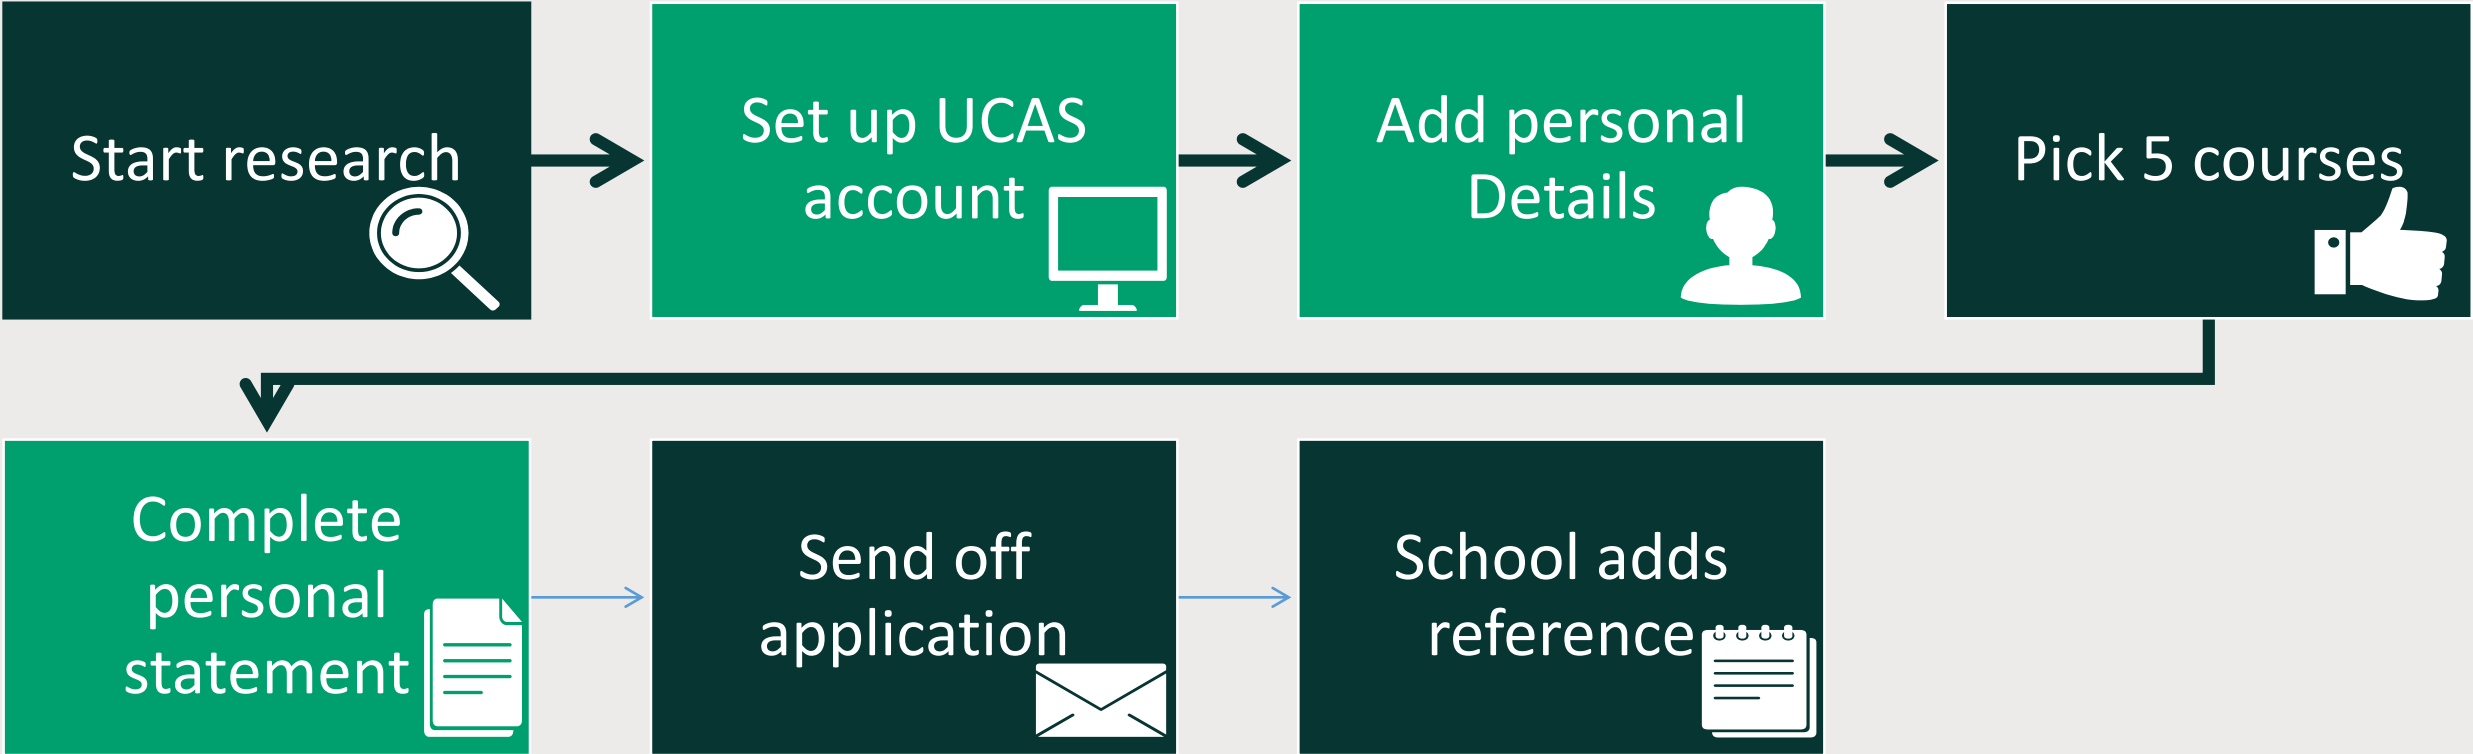 Start research
Set up UCAS
account
Add personal
Details
Pick 5 courses
Complete
personal
statement
Send off
application
School adds
reference